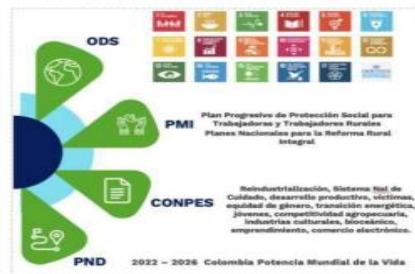 ODS
PMI
Plan Progresivo de Protección Social para
Trabajadoras y Trabajadores Rurales
Planes Nacionales para la Reforma Rural
Integral
CONPES
Reindustrialización, Sistema Nal de
Cuidado, desarrollo productivo, víctimas,
equidad de género, transición energética,
jóvenes, competitividad agropecuaria,
industrias culturales, bioceánico,
emprendimiento, comercio electrónico.
PND
2022 – 2026 Colombia Potencia Mundial de la Vida